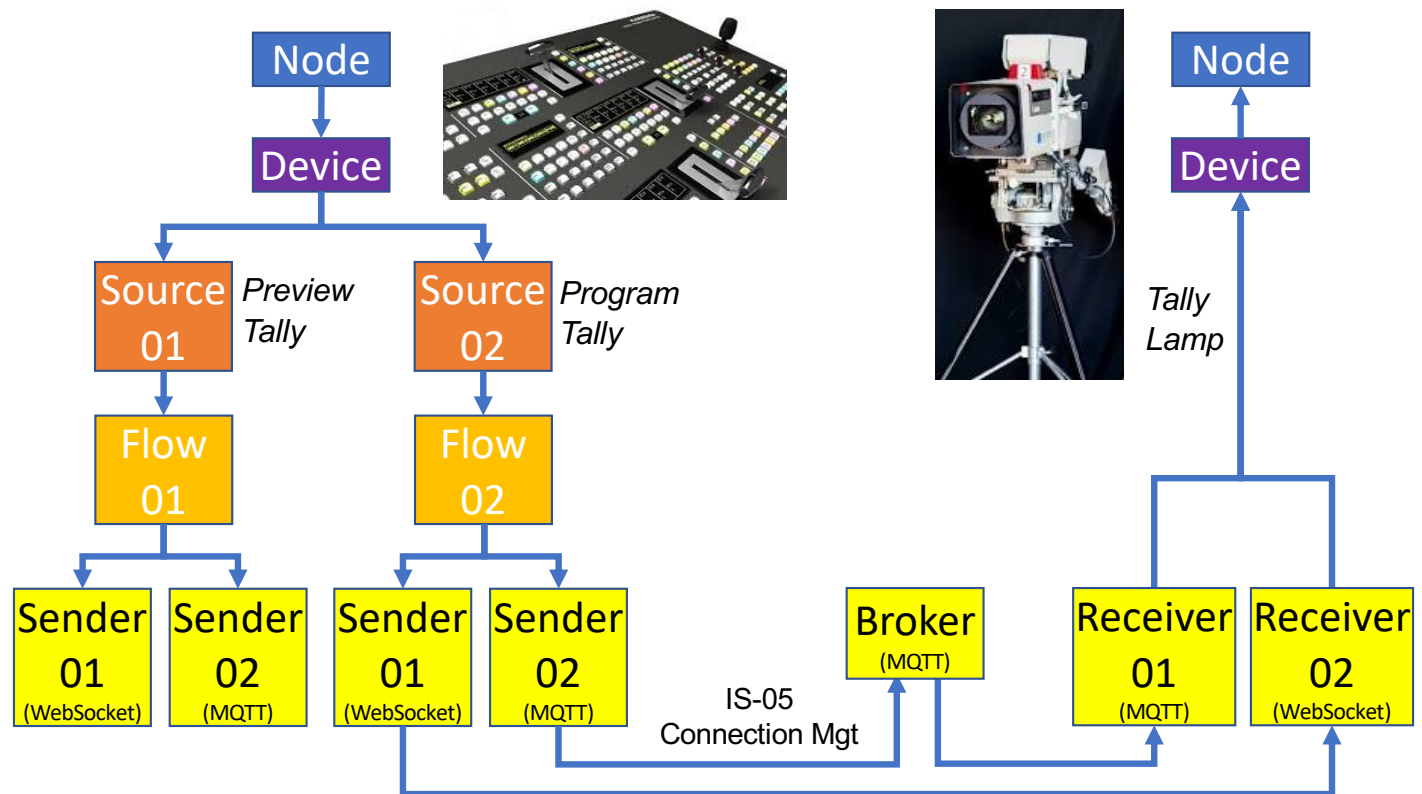 Node
Device
Source
01
Preview
Tally
Source
02
Program
Tally
Flow
01
Flow
02
Sender
01
(WebSocket)
Sender
02
(MQTT)
Sender
01
(WebSocket)
Sender
02
(MQTT)
IS-05
Connection Mgt
Broker
(MQTT)
2
Node
Device
Tally
Lamp
Receiver
01
(MQTT)
Receiver
02
(WebSocket)